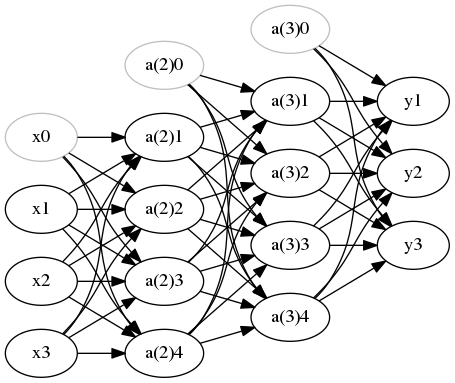 x0
x1
x2
x3
a(2)0
a(2)1
a(2)2
a(2)3
a(2)4
a(3)0
a(3)1
a(3)2
a(3)3
a(3)4
y1
y2
y3